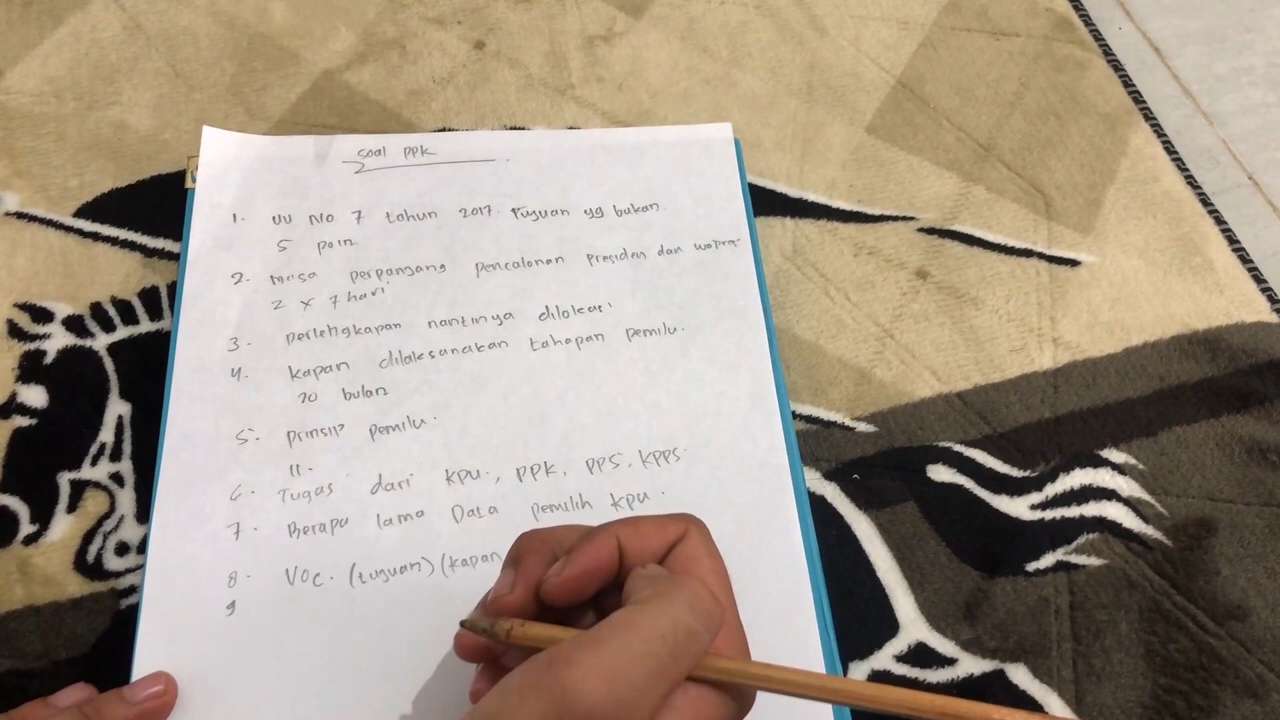 Soal PPK
1. UU No 7 tahun 2017. Tujuan yg bukan.
5 poin
2. Masa perpanjang pencalonan presiden dan wapres
2 x 7 hari
3. perlengkapan nantinya dilokasi
4. kapan dilaksanakan tahapan pemilu.
20 bulan
5. prinsip pemilu.
11.
6. Tugas dari kpu., PPK, PPS, KPPS.
7. Berapa lama Data pemilih kpu.
8. VOC. (tujuan) (kapan
9